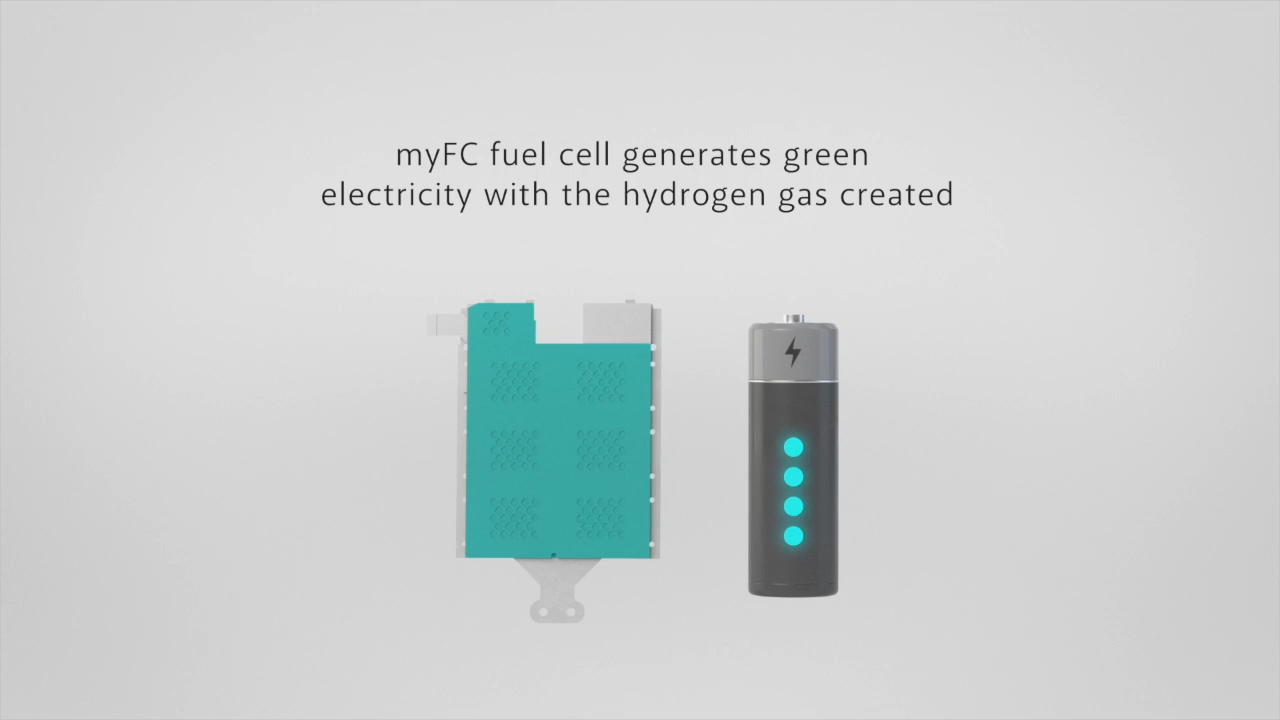 myFC fuel cell generates green
electricity with the hydrogen gas created